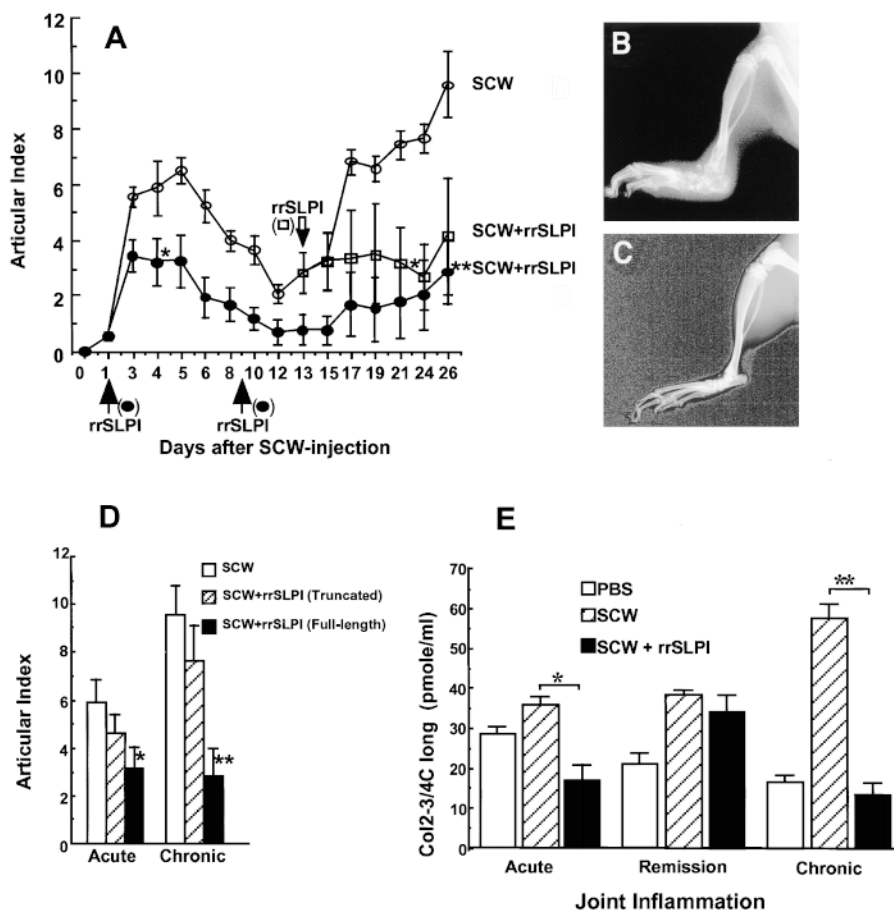 A
12
10
8
6
4
2
0
Articular Index
SCW
rrSLPI
( )
SCW+rrSLPI
*
**SCW+rrSLPI
*
0 1 3 4 5 6 8 10 12 13 15 17 19 21 24 26
( ) ( )
rrSLPI rrSLPI
Days after SCW-injection
B
C
D
12
10
8
6
4
2
0
Articular Index
SCW
SCW+rrSLPI (Truncated)
SCW+rrSLPI (Full-length)
*
**
Acute Chronic
E
70
60
50
40
30
20
10
0
Col2-3/4C long (pmole/ml)
PBS
SCW
SCW + rrSLPI
*
**
Acute Remission Chronic
Joint Inflammation